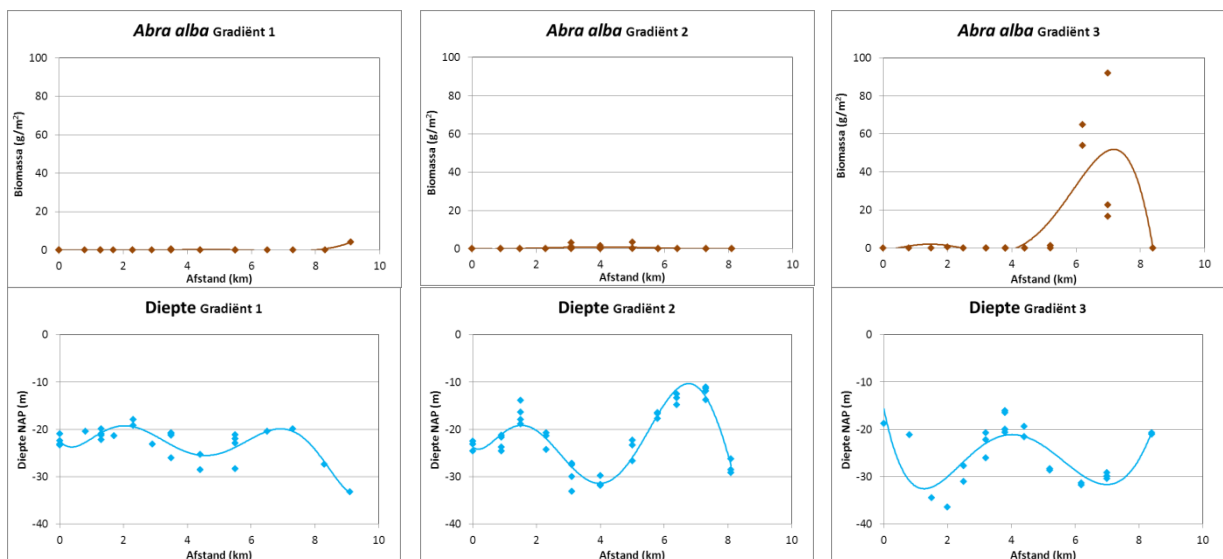 Abra alba Gradiënt 1
100
80
60
40
20
0
Biomassa (g/m²)
0 2 4 6 8 10
Afstand (km)
Abra alba Gradiënt 2
100
80
60
40
20
0
Biomassa (g/m²)
0 2 4 6 8 10
Afstand (km)
Abra alba Gradiënt 3
100
80
60
40
20
0
Biomassa (g/m²)
0 2 4 6 8 10
Afstand (km)
Diepte Gradiënt 1
0
-10
-20
-30
-40
Diepte NAP (m)
0 2 4 6 8 10
Afstand (km)
Diepte Gradiënt 2
0
-10
-20
-30
-40
Diepte NAP (m)
0 2 4 6 8 10
Afstand (km)
Diepte Gradiënt 3
0
-10
-20
-30
-40
Diepte NAP (m)
0 2 4 6 8 10
Afstand (km)